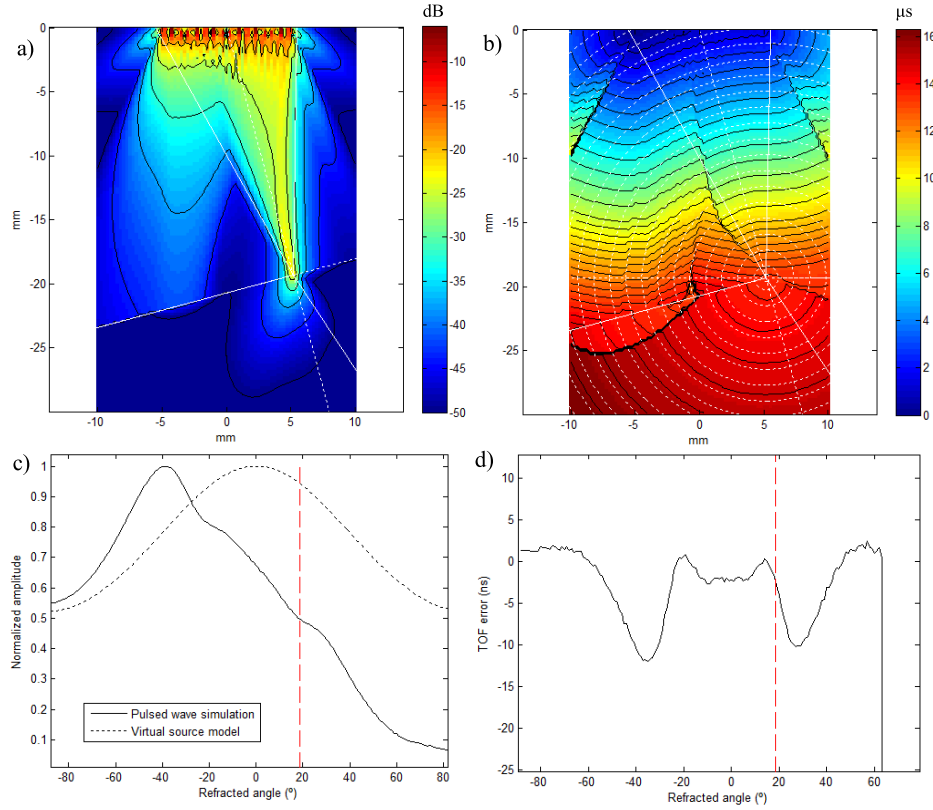 a)
dB
0
-5
-10
-15
-20
-25
mm
-10 -5 0 5 10
mm
-10
-15
-20
-25
-30
-35
-40
-45
-50
b)
µs
0
-5
-10
-15
-20
-25
mm
-10 -5 0 5 10
mm
16
14
12
10
8
6
4
2
0
c)
1
0.9
0.8
0.7
0.6
0.5
0.4
0.3
0.2
0.1
Normalized amplitude
Pulsed wave simulation
Virtual source model
-80 -60 -40 -20 0 20 40 60 80
Refracted angle (º)
d)
10
5
0
-5
-10
-15
-20
-25
TOF error (ns)
-80 -60 -40 -20 0 20 40 60
Refracted angle (º)